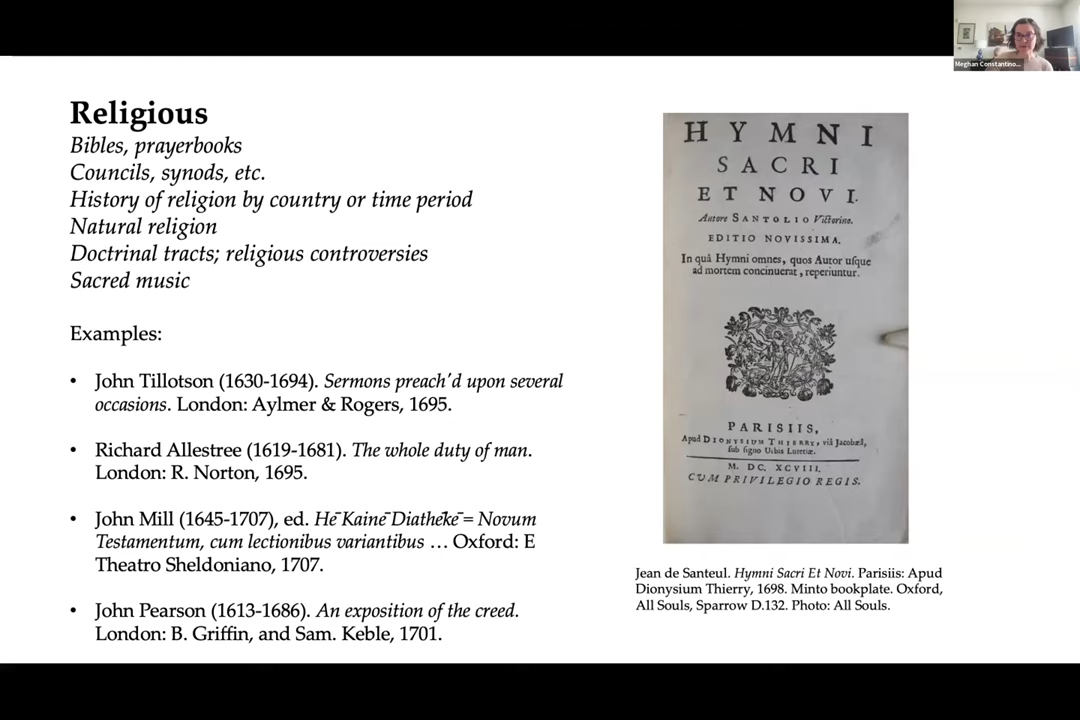 Meghan Constantino...
Religious
Bibles, prayerbooks
Councils, synods, etc.
History of religion by country or time period
Natural religion
Doctrinal tracts; religious controversies
Sacred music
Examples:
• John Tillotson (1630-1694). Sermons preach'd upon several
occasions. London: Aylmer & Rogers, 1695.
• Richard Allestree (1619-1681). The whole duty of man.
London: R. Norton, 1695.
• John Mill (1645-1707), ed. Hē Kainē Diathēkē = Novum
Testamentum, cum lectionibus variantibus … Oxford: E
Theatro Sheldoniano, 1707.
• John Pearson (1613-1686). An exposition of the creed.
London: B. Griffin, and Sam. Keble, 1701.
HYMNI
SACRI
ET NOVI.
Autore SANTOLIO Victorino.
EDITIO NOVISSIMA.
In quâ Hymni omnes, quos Autor uſque
ad mortem concinuerat, reperiuntur.
PARISIIS,
Apud DIONYSIUM THIERRY, viâ Jacobæâ,
ſub ſigno Urbis Lutetiæ.
M. DC. XCVIII.
CUM PRIVILEGIO REGIS.
Jean de Santeul. Hymni Sacri Et Novi. Parisiis: Apud
Dionysium Thierry, 1698. Minto bookplate. Oxford,
All Souls, Sparrow D.132. Photo: All Souls.